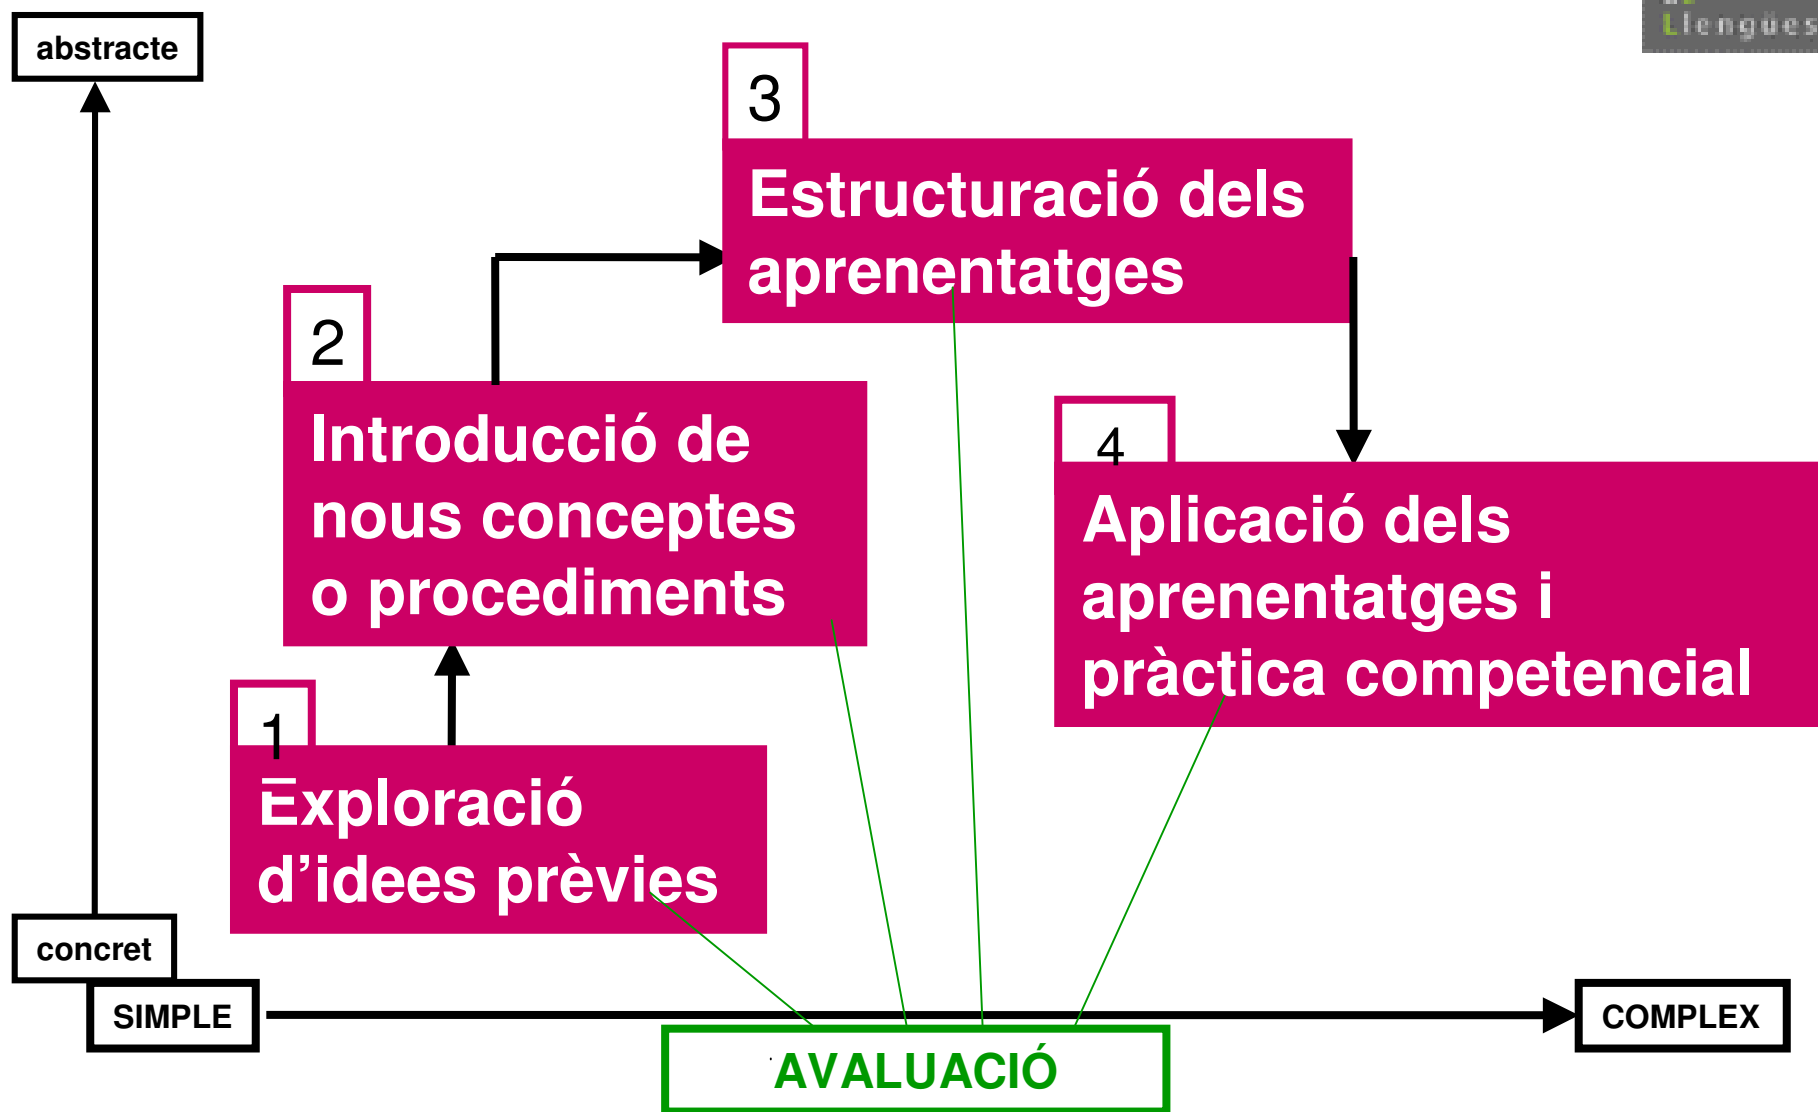 abstracte
Llengües
3
Estructuració dels
aprenentatges
2
Introducció de
nous conceptes
o procediments
4
Aplicació dels
aprenentatges i
pràctica competencial
1
Exploració
d’idees prèvies
concret
SIMPLE
COMPLEX
AVALUACIÓ